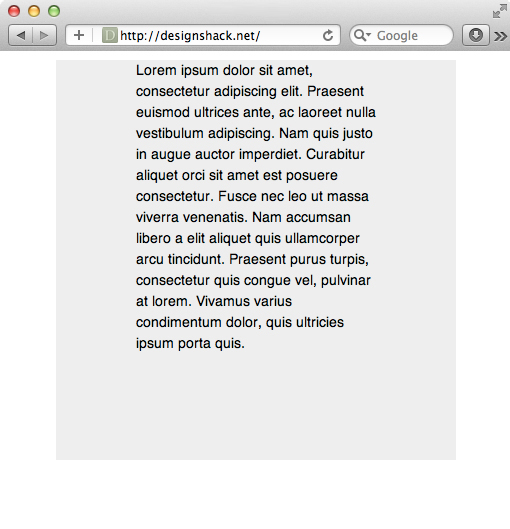 D http://designshack.net/
Google
Lorem ipsum dolor sit amet,
consectetur adipiscing elit. Praesent
euismod ultrices ante, ac laoreet nulla
vestibulum adipiscing. Nam quis justo
in augue auctor imperdiet. Curabitur
aliquet orci sit amet est posuere
consectetur. Fusce nec leo ut massa
viverra venenatis. Nam accumsan
libero a elit aliquet quis ullamcorper
arcu tincidunt. Praesent purus turpis,
consectetur quis congue vel, pulvinar
at lorem. Vivamus varius
condimentum dolor, quis ultricies
ipsum porta quis.